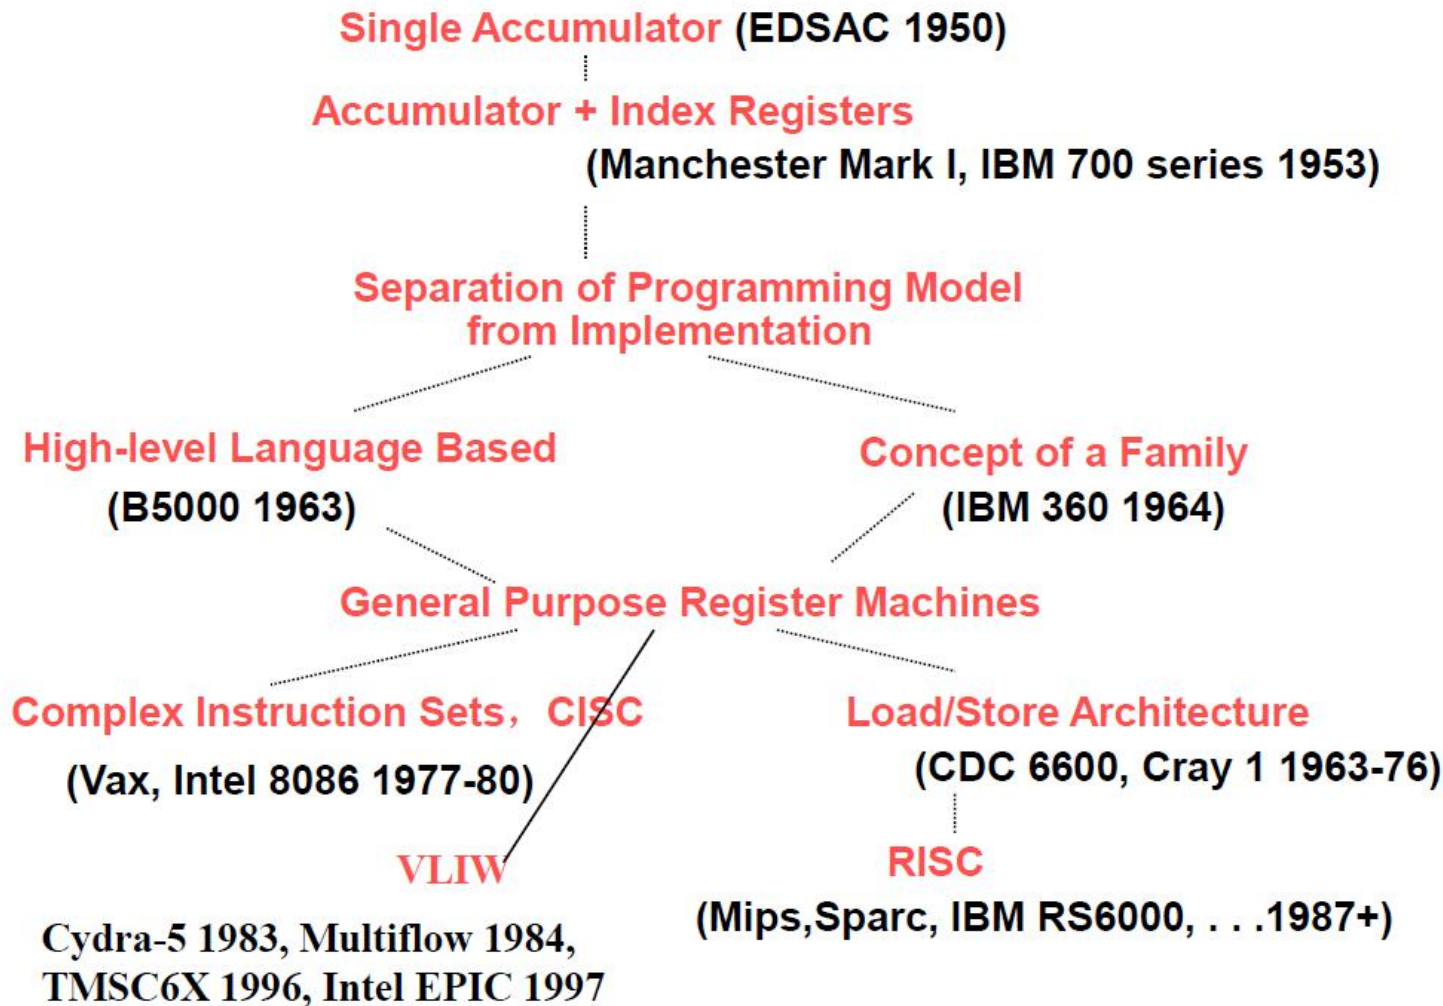 Single Accumulator (EDSAC 1950)
Accumulator + Index Registers
(Manchester Mark I, IBM 700 series 1953)
Separation of Programming Model
from Implementation
High-level Language Based
(B5000 1963)
Concept of a Family
(IBM 360 1964)
General Purpose Register Machines
Complex Instruction Sets，CISC
(Vax, Intel 8086 1977-80)
Load/Store Architecture
(CDC 6600, Cray 1 1963-76)
VLIW
Cydra-5 1983, Multiflow 1984,
TMSC6X 1996, Intel EPIC 1997
RISC
(Mips,Sparc, IBM RS6000, . . .1987+)